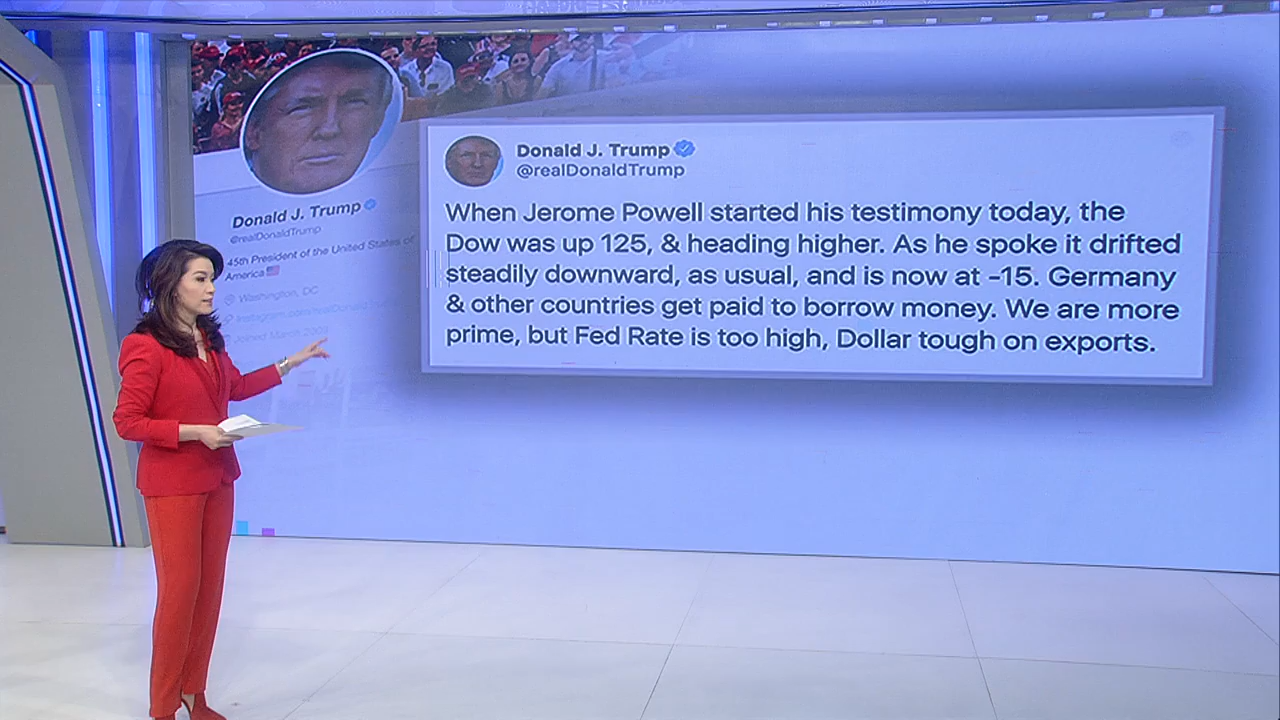 Donald J. Trump
@realDonaldTrump
45th President of the United States of
America
Washington, DC
Joined March 2009
Donald J. Trump
@realDonaldTrump
When Jerome Powell started his testimony today, the
Dow was up 125, & heading higher. As he spoke it drifted
steadily downward, as usual, and is now at -15. Germany
& other countries get paid to borrow money. We are more
prime, but Fed Rate is too high, Dollar tough on exports.